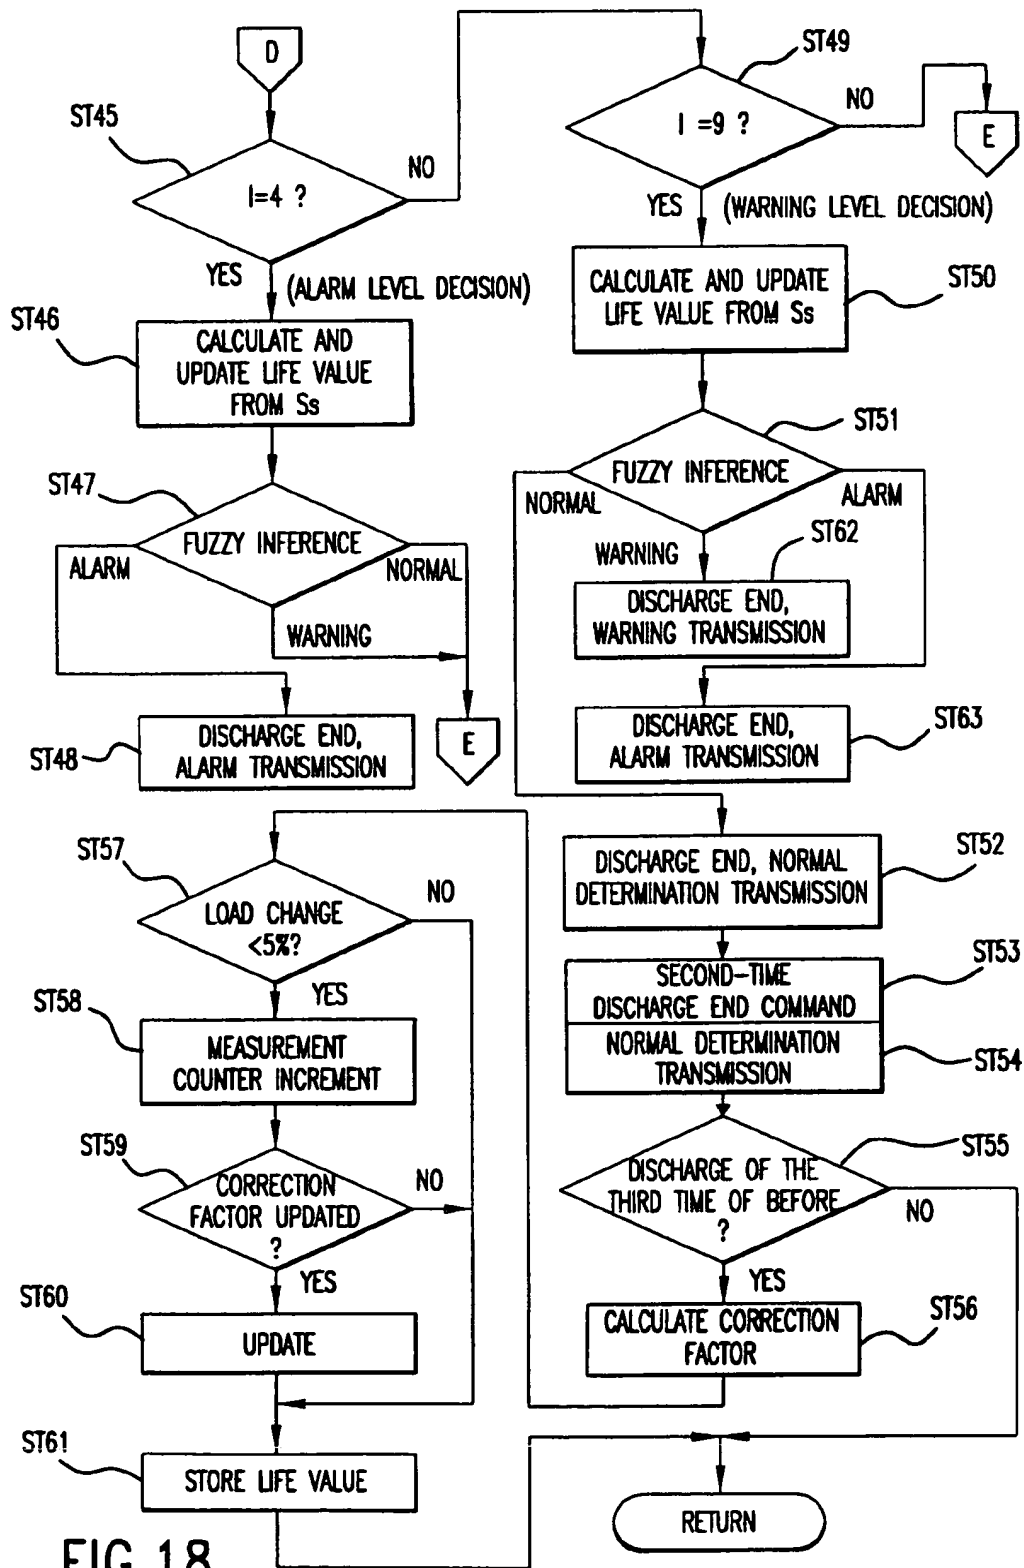 D
ST45
I=4 ?
NO
YES
(ALARM LEVEL DECISION)
ST46
CALCULATE AND
UPDATE LIFE VALUE
FROM Ss
ST47
FUZZY INFERENCE
ALARM
NORMAL
WARNING
ST48
DISCHARGE END,
ALARM TRANSMISSION
E
ST49
I =9 ?
NO
E
YES
(WARNING LEVEL DECISION)
ST50
CALCULATE AND UPDATE
LIFE VALUE FROM Ss
ST51
FUZZY INFERENCE
NORMAL
ALARM
WARNING
ST62
DISCHARGE END,
WARNING TRANSMISSION
ST63
DISCHARGE END,
ALARM TRANSMISSION
ST52
DISCHARGE END, NORMAL
DETERMINATION TRANSMISSION
ST53
SECOND-TIME
DISCHARGE END COMMAND
NORMAL DETERMINATION
TRANSMISSION
ST54
ST55
DISCHARGE OF THE
THIRD TIME OF BEFORE
?
NO
YES
ST56
CALCULATE CORRECTION
FACTOR
ST57
LOAD CHANGE
<5%?
NO
YES
ST58
MEASUREMENT
COUNTER INCREMENT
ST59
CORRECTION
FACTOR UPDATED
?
NO
YES
ST60
UPDATE
ST61
STORE LIFE VALUE
RETURN
FIG.18